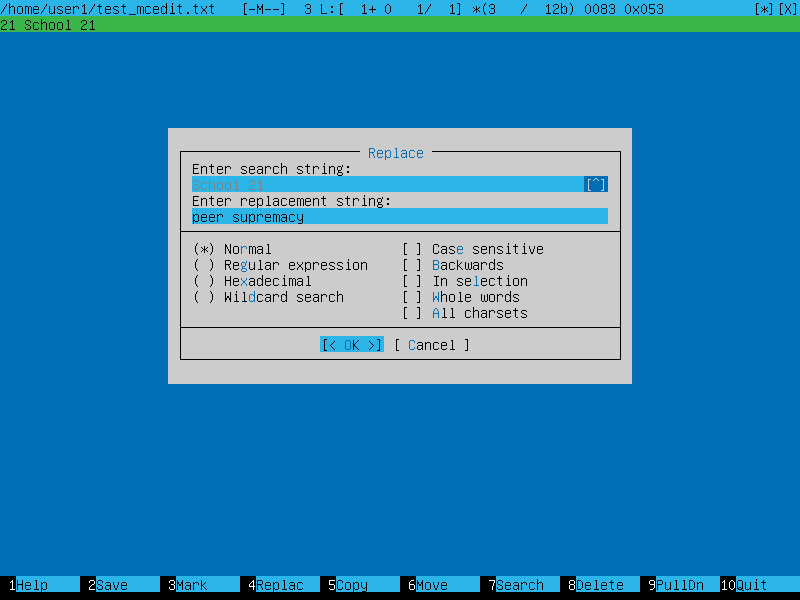 /home/user1/test_mcedit.txt   [-M--]  3 L:[  1+ 0   1/  1] *(3   /  12b) 0083 0x053           [*][X]
21 School 21
Replace
Enter search string:
School 21 [^]
Enter replacement string:
peer supremacy
(*) Normal [ ] Case sensitive
( ) Regular expression [ ] Backwards
( ) Hexadecimal [ ] In selection
( ) Wildcard search [ ] Whole words
[ ] All charsets
[< OK >] [ Cancel ]
1Help 2Save 3Mark 4Replac 5Copy 6Move 7Search 8Delete 9PullDn 10Quit